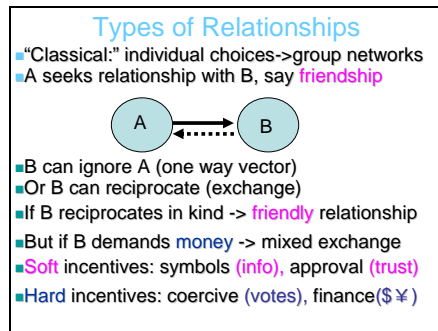 Types of Relationships
"Classical:" individual choices->group networks
A seeks relationship with B, say friendship
A
B
B can ignore A (one way vector)
Or B can reciprocate (exchange)
If B reciprocates in kind -> friendly relationship
But if B demands money -> mixed exchange
Soft incentives: symbols (info), approval (trust)
Hard incentives: coercive (votes), finance($¥)